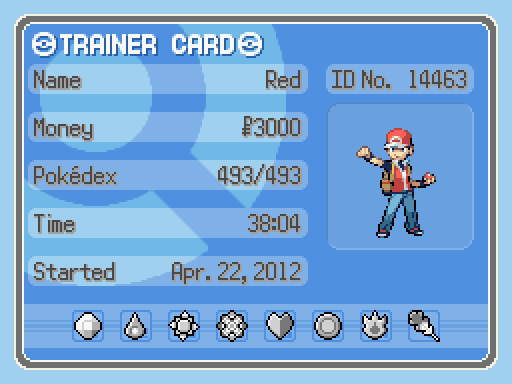 TRAINER CARD
Name Red
ID No. 14463
Money ₽3000
Pokédex 493/493
Time 38:04
Started Apr. 22, 2012